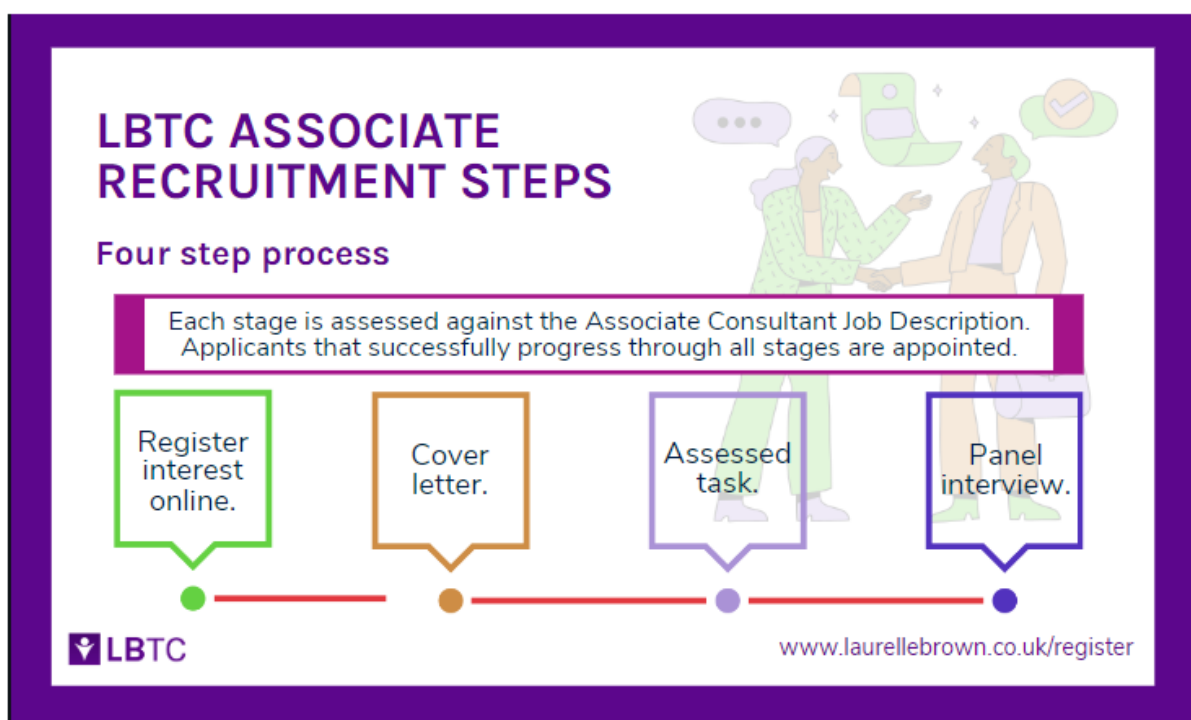 LBTC ASSOCIATE
RECRUITMENT STEPS
Four step process
Each stage is assessed against the Associate Consultant Job Description.
Applicants that successfully progress through all stages are appointed.
Register
interest
online.
Cover
letter.
Assessed
task.
Panel
interview.
LBTC
www.laurellebrown.co.uk/register